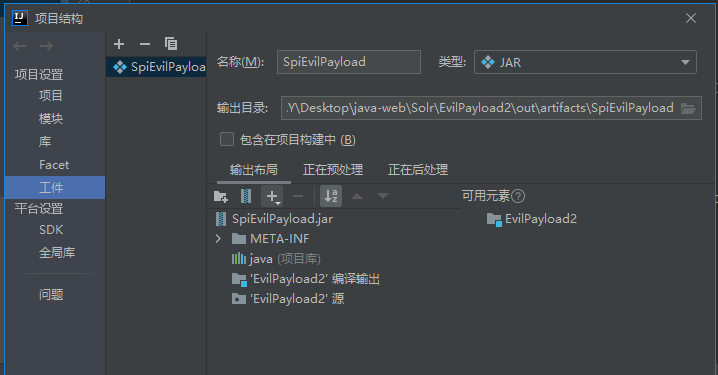 项目结构
项目设置
项目
模块
库
Facet
工件
平台设置
SDK
全局库
问题
SpiEvilPayloa
名称(M): SpiEvilPayload 类型: JAR
输出目录: Y\Desktop\java-web\Solr\EvilPayload2\out\artifacts\SpiEvilPayload
包含在项目构建中 (B)
输出布局 正在预处理 正在后处理
SpiEvilPayload.jar
META-INF
java (项目库)
'EvilPayload2' 编译输出
'EvilPayload2' 源
可用元素?
EvilPayload2